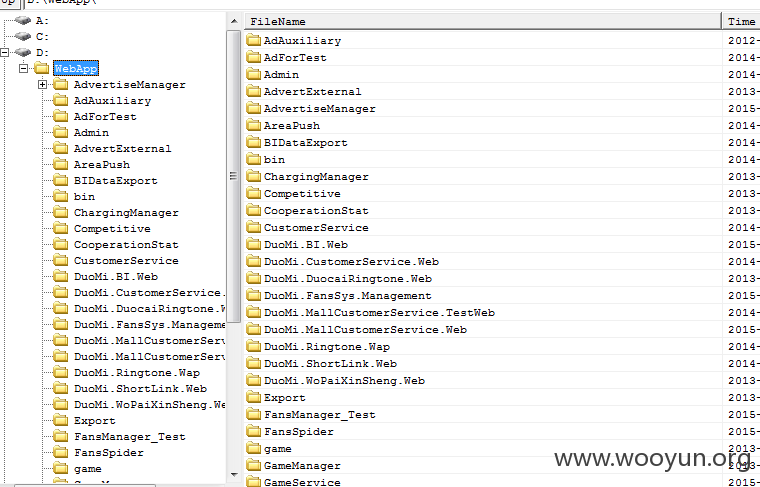 D:\WebApp\
A:
C:
D:
WebApp
AdvertiseManager
AdAuxiliary
AdForTest
Admin
AdvertExternal
AreaPush
BIDataExport
bin
ChargingManager
Competitive
CooperationStat
CustomerService
DuoMi.BI.Web
DuoMi.CustomerService.
DuoMi.DuocaiRingtone.W
DuoMi.FansSys.Manageme
DuoMi.MallCustomerServ
DuoMi.MallCustomerServ
DuoMi.Ringtone.Wap
DuoMi.ShortLink.Web
DuoMi.WoPaiXinSheng.We
Export
FansManager_Test
FansSpider
game
FileName Time
AdAuxiliary 2012-
AdForTest 2014-
Admin 2014-
AdvertExternal 2013-
AdvertiseManager 2015-
AreaPush 2014-
BIDataExport 2014-
bin 2014-
ChargingManager 2013-
Competitive 2013-
CooperationStat 2013-
CustomerService 2014-
DuoMi.BI.Web 2015-
DuoMi.CustomerService.Web 2014-
DuoMi.DuocaiRingtone.Web 2013-
DuoMi.FansSys.Management 2015-
DuoMi.MallCustomerService.TestWeb 2014-
DuoMi.MallCustomerService.Web 2015-
DuoMi.Ringtone.Wap 2014-
DuoMi.ShortLink.Web 2014-
DuoMi.WoPaiXinSheng.Web 2013-
Export 2013-
FansManager_Test 2015-
FansSpider 2015-
game 2013-
GameManager 2013-
GameService 2015-
www.wooyun.org